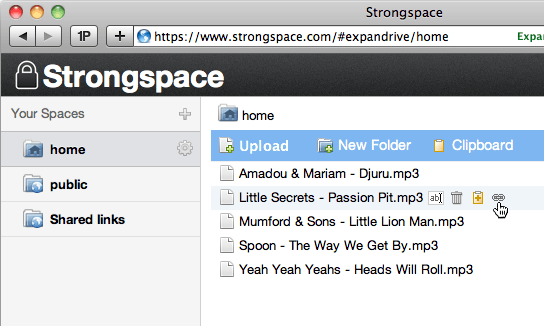 Strongspace
1P
https://www.strongspace.com/#expandrive/home
Expan
Strongspace
Your Spaces
home
public
Shared links
home
Upload New Folder Clipboard
Amadou & Mariam - Djuru.mp3
Little Secrets - Passion Pit.mp3
Mumford & Sons - Little Lion Man.mp3
Spoon - The Way We Get By.mp3
Yeah Yeah Yeahs - Heads Will Roll.mp3